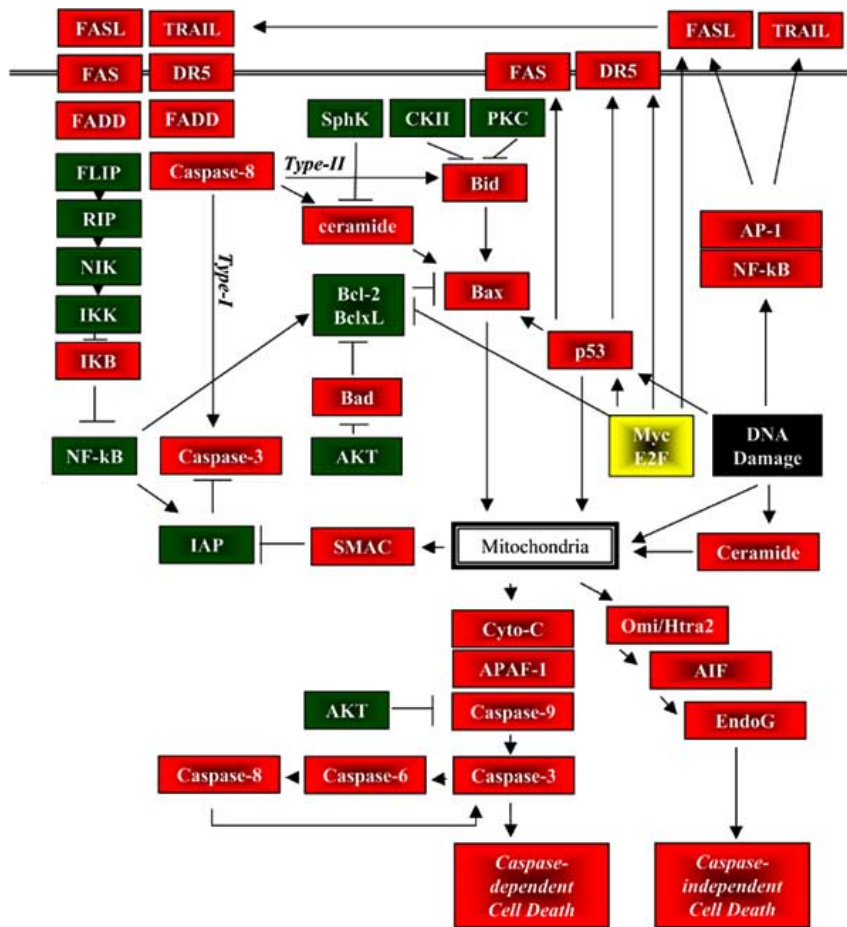 FASL TRAIL FASL TRAIL
FAS DR5 FAS DR5
FADD FADD SphK CKII PKC
FLIP Caspase-8 Type-II Bid
RIP ceramide AP-1
NIK Type-I NF-kB
IKK Bcl-2 Bax
BclxL
IKB p53
Bad
NF-kB Caspase-3 AKT Myc DNA
E2F Damage
IAP SMAC Mitochondria Ceramide
Cyto-C Omi/Htra2
APAF-1 AIF
AKT Caspase-9 EndoG
Caspase-8 Caspase-6 Caspase-3
Caspase- Caspase-
dependent independent
Cell Death Cell Death